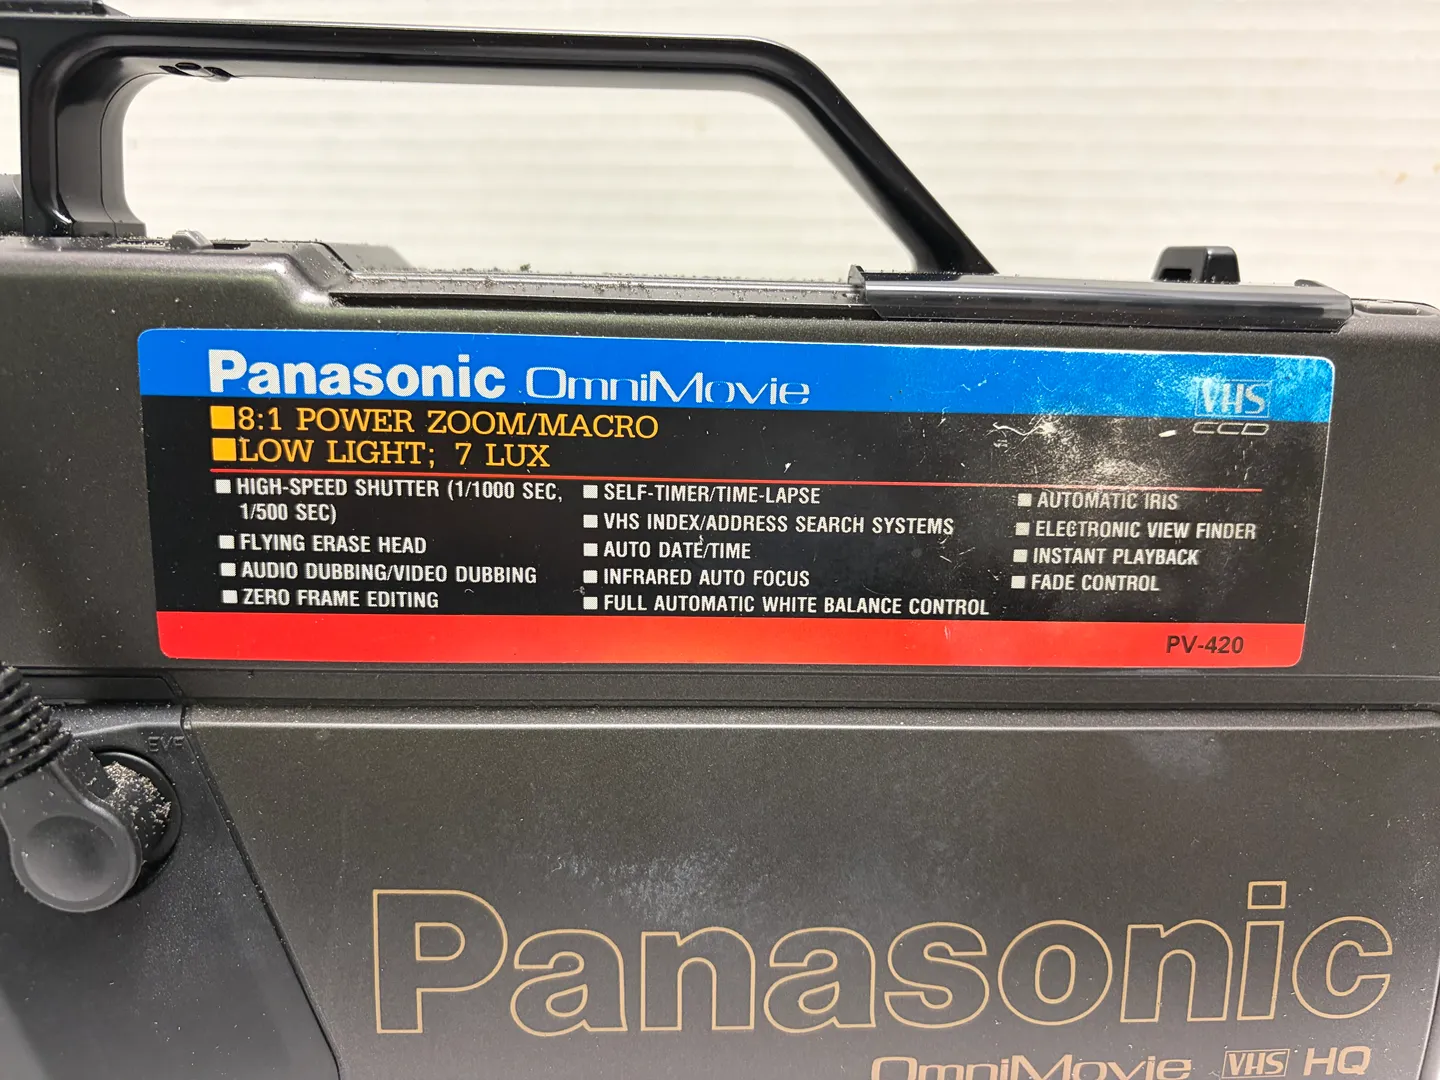 Panasonic OmniMovie
VHS
CCD
■8:1 POWER ZOOM/MACRO
■LOW LIGHT; 7 LUX
■ HIGH-SPEED SHUTTER (1/1000 SEC,
1/500 SEC)
■ FLYING ERASE HEAD
■ AUDIO DUBBING/VIDEO DUBBING
■ ZERO FRAME EDITING
■ SELF-TIMER/TIME-LAPSE
■ VHS INDEX/ADDRESS SEARCH SYSTEMS
■ AUTO DATE/TIME
■ INFRARED AUTO FOCUS
■ FULL AUTOMATIC WHITE BALANCE CONTROL
■ AUTOMATIC IRIS
■ ELECTRONIC VIEW FINDER
■ INSTANT PLAYBACK
■ FADE CONTROL
PV-420
EVF
Panasonic
OmniMovie VHS HQ